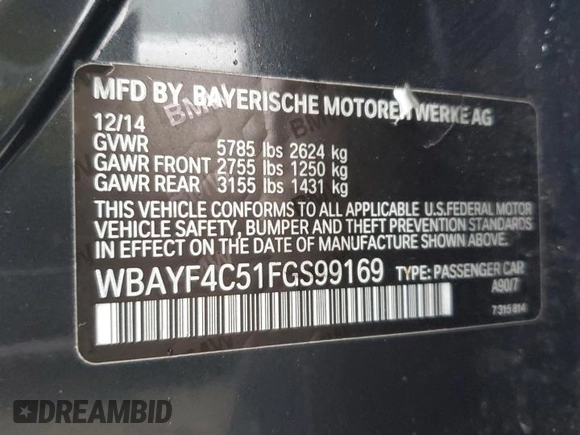 MFD BY. BAYERISCHE MOTOREN WERKE AG
12/14
GVWR 5785 lbs 2624 kg
GAWR FRONT 2755 lbs 1250 kg
GAWR REAR 3155 lbs 1431 kg
THIS VEHICLE CONFORMS TO ALL APPLICABLE U.S.FEDERAL MOTOR
VEHICLE SAFETY, BUMPER AND THEFT PREVENTION STANDARDS
IN EFFECT ON THE DATE OF MANUFACTURE SHOWN ABOVE.
WBAYF4C51FGS99169 TYPE: PASSENGER CAR
A90/7
7 315 814
DREAMBID